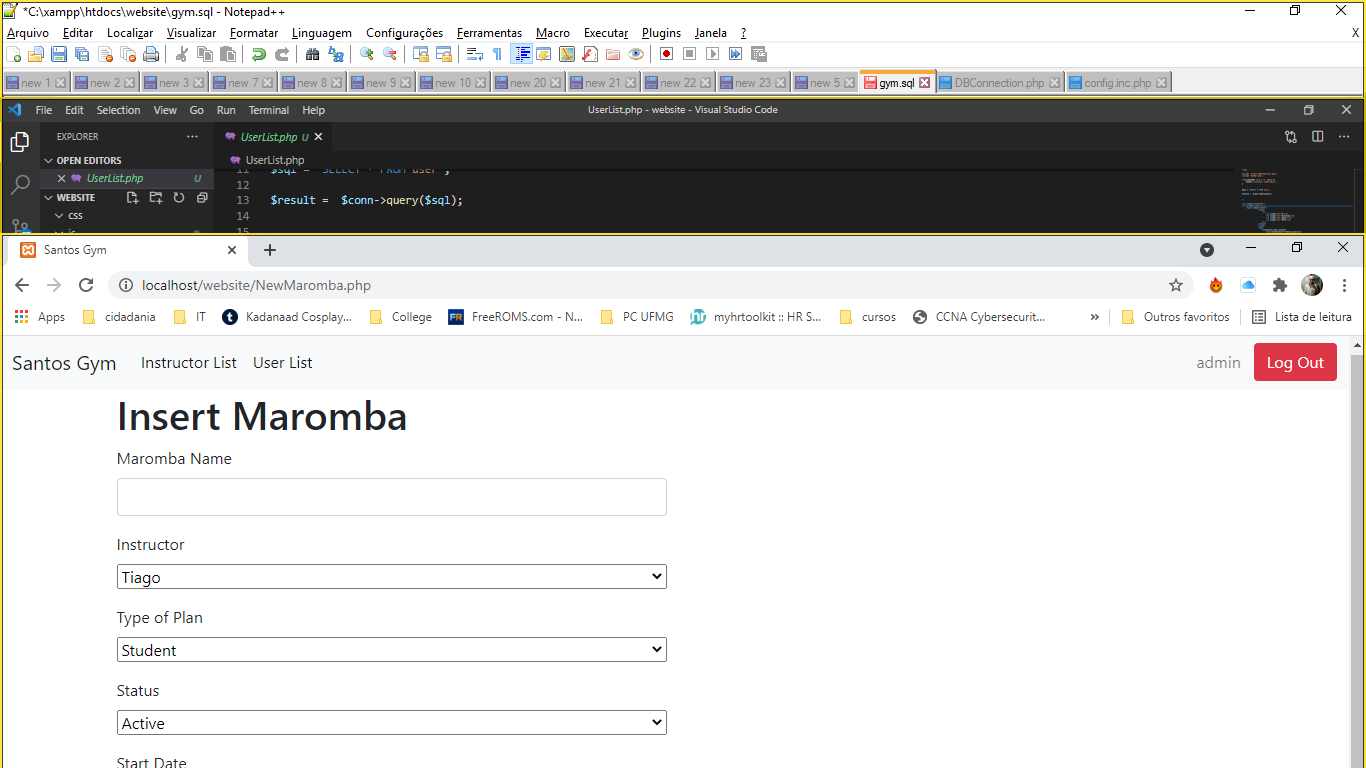 *C:\xampp\htdocs\website\gym.sql - Notepad++
Arquivo Editar Localizar Visualizar Formatar Linguagem Configurações Ferramentas Macro Executar Plugins Janela ? X
new 1 new 2 new 3 new 7 new 8 new 9 new 10 new 20 new 21 new 22 new 23 new 5 gym.sql DBConnection.php config.inc.php
File Edit Selection View Go Run Terminal Help UserList.php - website - Visual Studio Code
EXPLORER ... UserList.php U
OPEN EDITORS UserList.php
UserList.php U 11 $sql = "SELECT * FROM user";
12
WEBSITE 13 $result = $conn->query($sql);
css 14
js 15
Santos Gym
localhost/website/NewMaromba.php
Apps cidadania IT Kadanaad Cosplay... College FreeROMS.com - N... PC UFMG myhrtoolkit :: HR S... cursos CCNA Cybersecurit... » Outros favoritos Lista de leitura
Santos Gym Instructor List User List admin Log Out
Insert Maromba
Maromba Name
Instructor
Tiago
Type of Plan
Student
Status
Active
Start Date